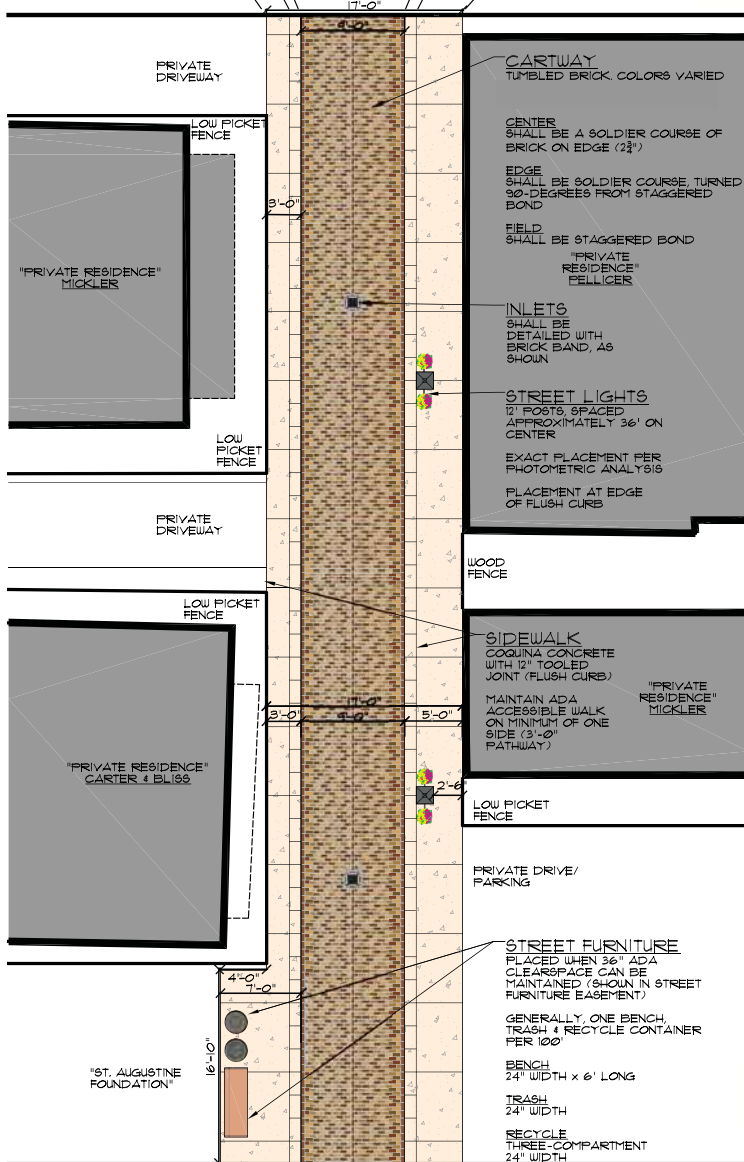 17'-0"
9'-0"
PRIVATE
DRIVEWAY
CARTWAY
TUMBLED BRICK. COLORS VARIED
LOW PICKET
FENCE
CENTER
SHALL BE A SOLDIER COURSE OF
BRICK ON EDGE (2¾")
EDGE
SHALL BE SOLDIER COURSE, TURNED
90-DEGREES FROM STAGGERED
BOND
3'-0"
FIELD
SHALL BE STAGGERED BOND
"PRIVATE
RESIDENCE"
PELLICER
"PRIVATE RESIDENCE"
MICKLER
INLETS
SHALL BE
DETAILED WITH
BRICK BAND, AS
SHOWN
STREET LIGHTS
12' POSTS, SPACED
APPROXIMATELY 36' ON
CENTER
EXACT PLACEMENT PER
PHOTOMETRIC ANALYSIS
PLACEMENT AT EDGE
OF FLUSH CURB
LOW
PICKET
FENCE
PRIVATE
DRIVEWAY
WOOD
FENCE
LOW PICKET
FENCE
SIDEWALK
COQUINA CONCRETE
WITH 12" TOOLED
JOINT (FLUSH CURB)
MAINTAIN ADA
ACCESSIBLE WALK
ON MINIMUM OF ONE
SIDE (3'-0"
PATHWAY)
"PRIVATE
RESIDENCE"
MICKLER
17'-0"
3'-0"
9'-0"
5'-0"
"PRIVATE RESIDENCE"
CARTER & BLISS
2'-6"
LOW PICKET
FENCE
PRIVATE DRIVE/
PARKING
STREET FURNITURE
PLACED WHEN 36" ADA
CLEARSPACE CAN BE
MAINTAINED (SHOWN IN STREET
FURNITURE EASEMENT)
GENERALLY, ONE BENCH,
TRASH & RECYCLE CONTAINER
PER 100'
BENCH
24" WIDTH x 6' LONG
TRASH
24" WIDTH
RECYCLE
THREE-COMPARTMENT
24" WIDTH
4'-0"
7'-0"
16'-10"
"ST. AUGUSTINE
FOUNDATION"